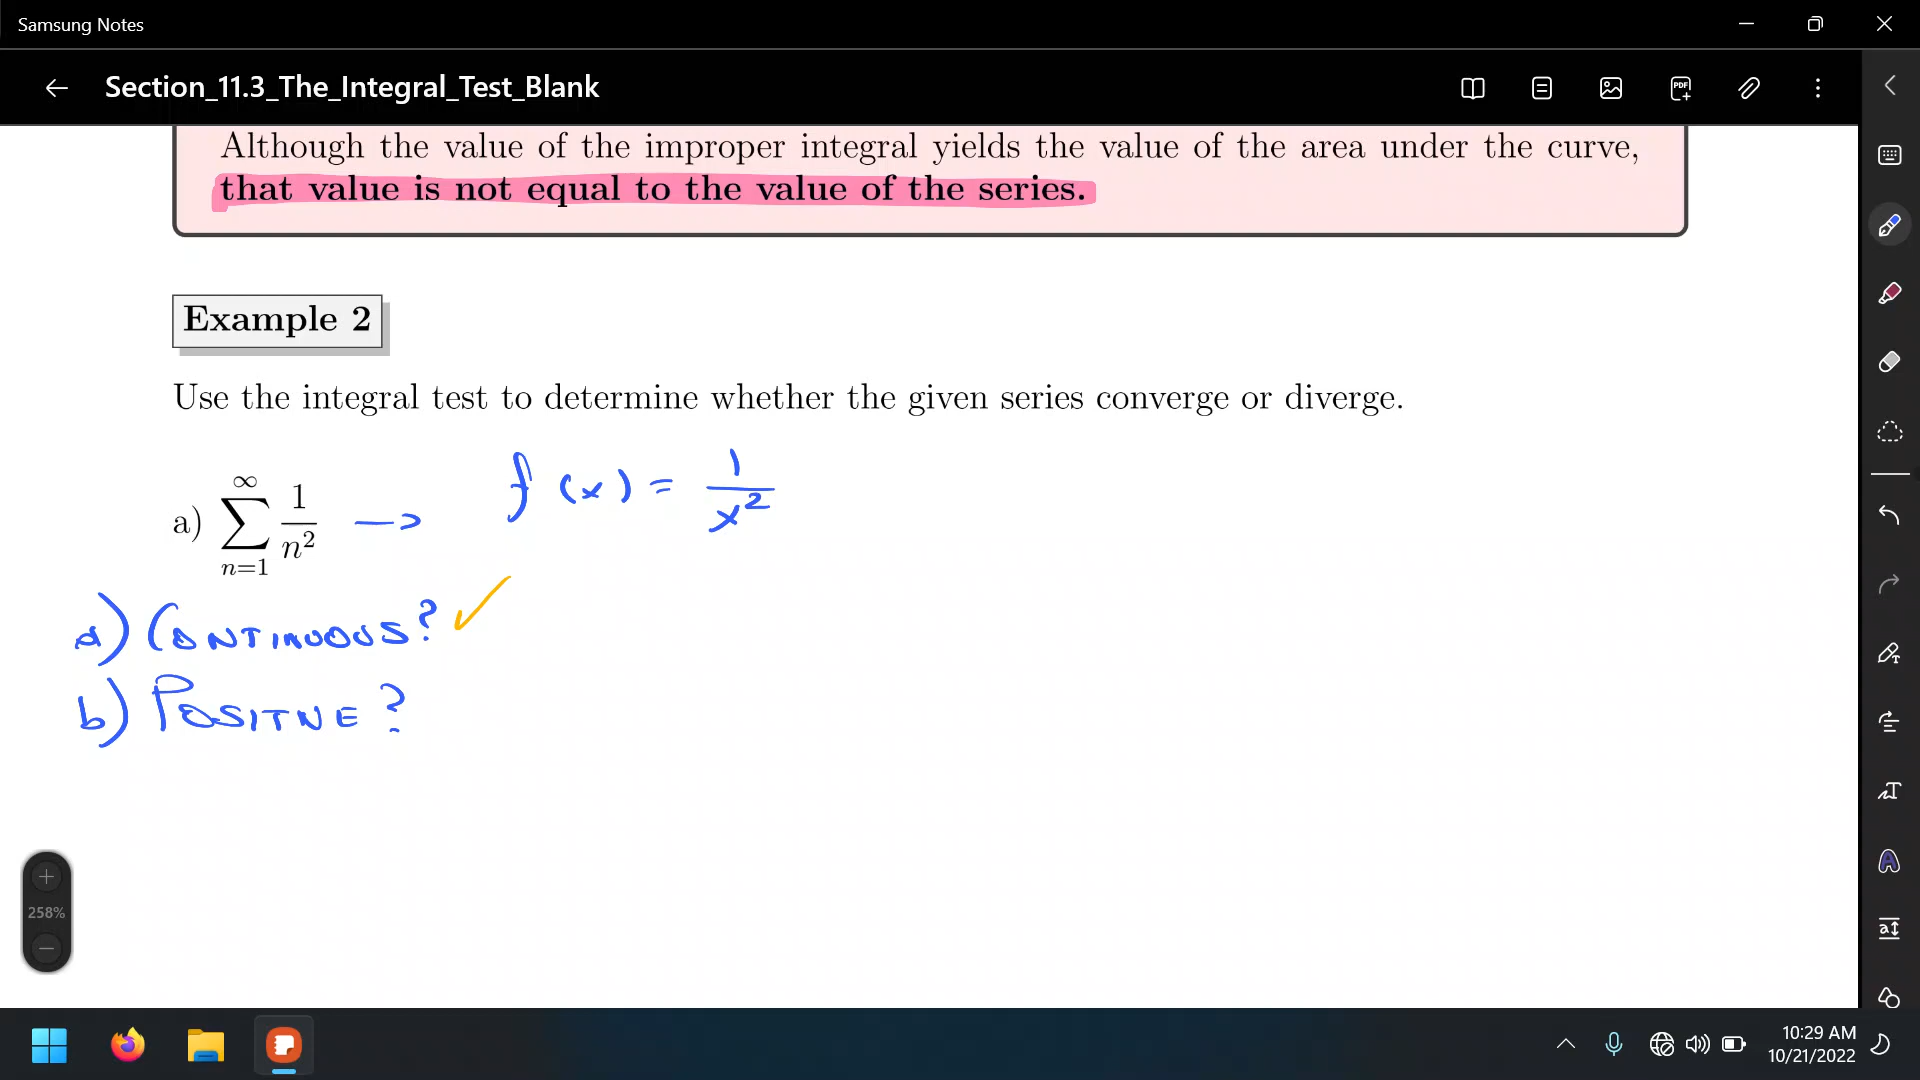 Samsung Notes
Section_11.3_The_Integral_Test_Blank
Although the value of the improper integral yields the value of the area under the curve,
that value is not equal to the value of the series.
Example 2
Use the integral test to determine whether the given series converge or diverge.
a) ∑_{n=1}^{∞} 1/n² —> f(x) = 1/x²
a) CONTINUOUS? ✓
b) POSITIVE?
258%
10:29 AM
10/21/2022